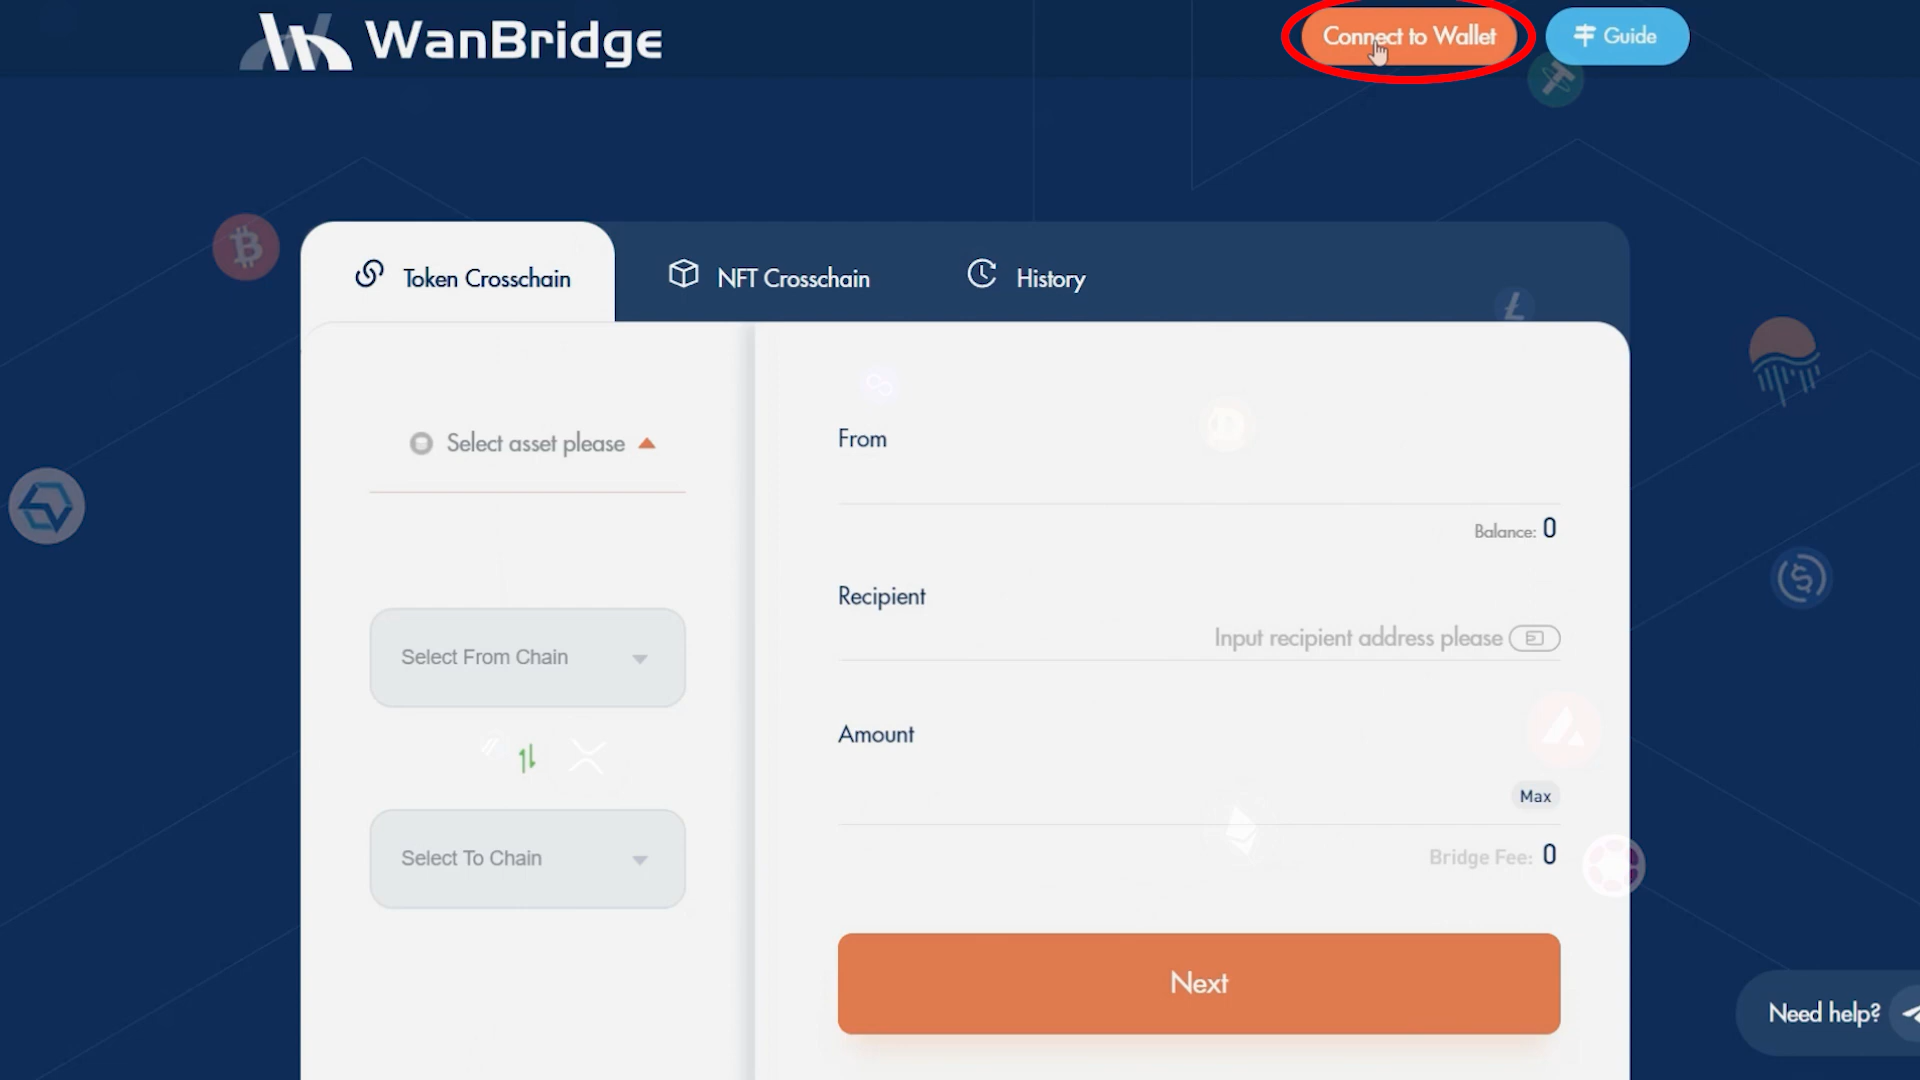 WanBridge
Connect to Wallet
Guide
Token Crosschain
NFT Crosschain
History
Select asset please
From
Balance: 0
Recipient
Input recipient address please
Select From Chain
Amount
Max
Select To Chain
Bridge Fee: 0
Next
Need help?